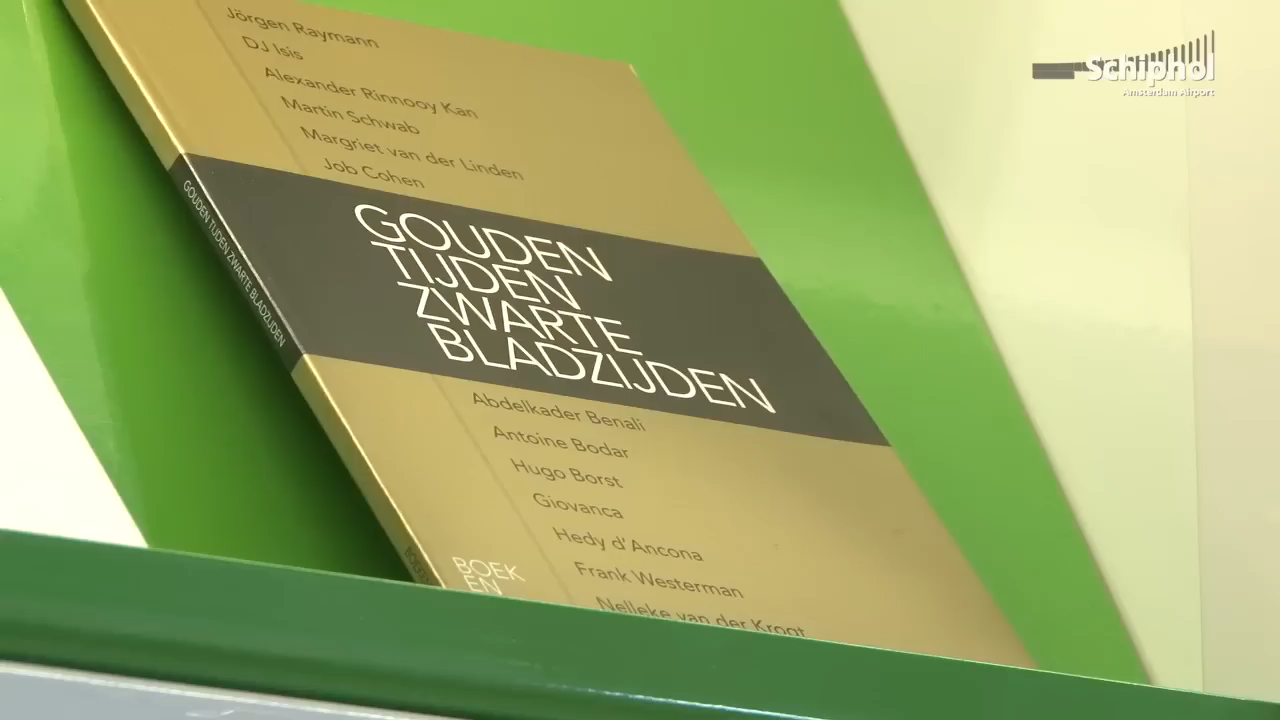 Jörgen Raymann
DJ Isis
Alexander Rinnooy Kan
Martin Schwab
Margriet van der Linden
Job Cohen
GOUDEN
TIJDEN
ZWARTE
BLADZIJDEN
Abdelkader Benali
Antoine Bodar
Hugo Borst
Giovanca
Hedy d'Ancona
Frank Westerman
Nelleke van der Krogt
BOEK
EN
GOUDEN TIJDEN ZWARTE BLADZIJDEN
Schiphol
Amsterdam Airport